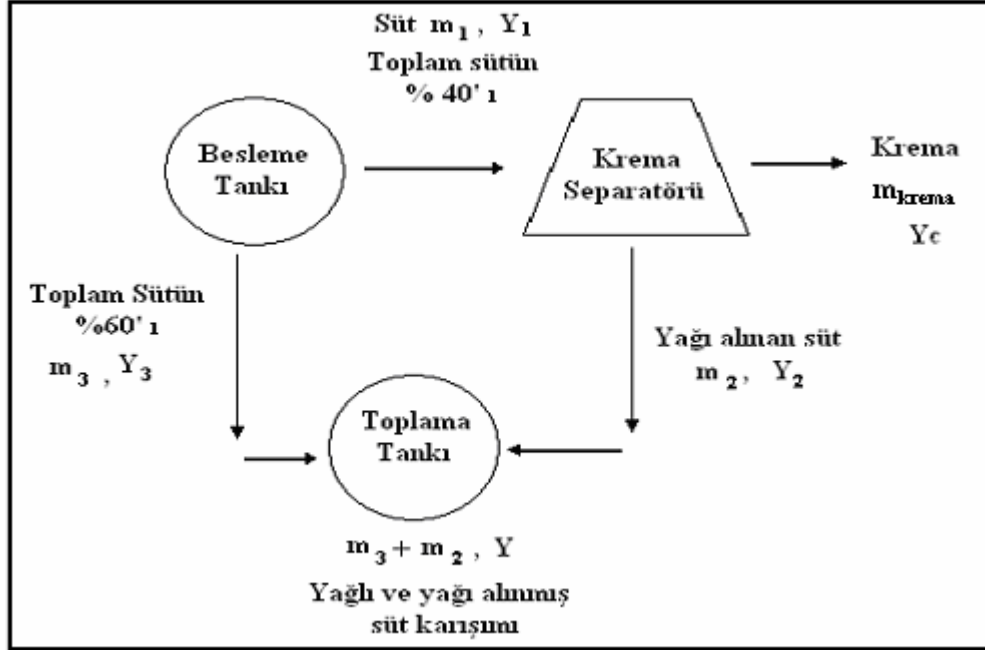 Süt m1 , Y1
Toplam sütün
% 40' ı
Besleme
Tankı
Krema
Separatörü
Krema
mkrema
Yc
Toplam Sütün
%60' ı
m3 , Y3
Yağı alınan süt
m2, Y2
Toplama
Tankı
m3 + m2 , Y
Yağlı ve yağı alınmış
süt karışımı